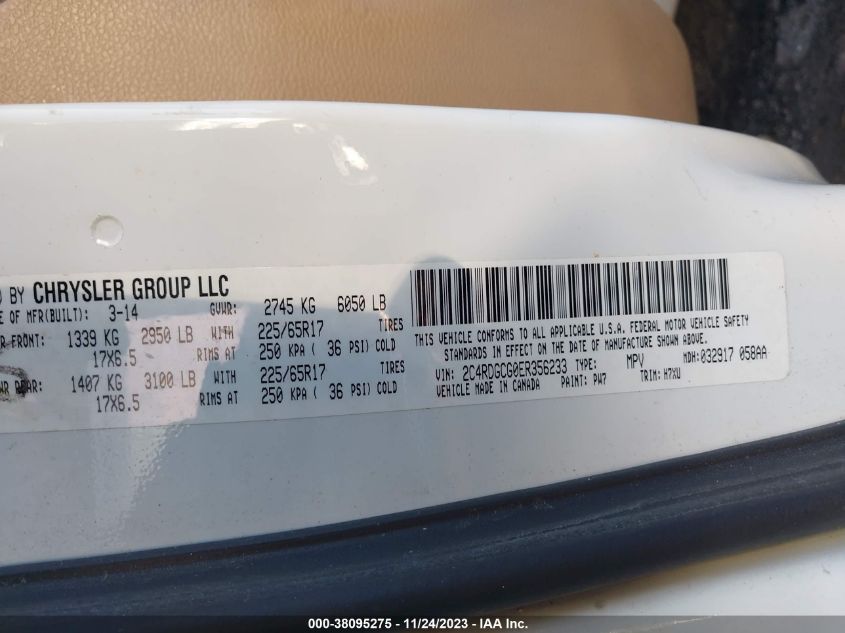 D BY CHRYSLER GROUP LLC
E OF MFR(BUILT): 3-14 GVWR: 2745 KG 6050 LB
R FRONT: 1339 KG 2950 LB WITH 225/65R17 TIRES
17X6.5 RIMS AT 250 KPA ( 36 PSI) COLD
WR REAR: 1407 KG 3100 LB WITH 225/65R17 TIRES
17X6.5 RIMS AT 250 KPA ( 36 PSI) COLD
THIS VEHICLE CONFORMS TO ALL APPLICABLE U.S.A. FEDERAL MOTOR VEHICLE SAFETY
STANDARDS IN EFFECT ON THE DATE OF MANUFACTURE SHOWN ABOVE.
VIN: 2C4RDGCG0ER356233 TYPE: MPV MDH:032917 058AA
VEHICLE MADE IN CANADA PAINT: PW7 TRIM: H7XU
000-38095275 - 11/24/2023 - IAA Inc.